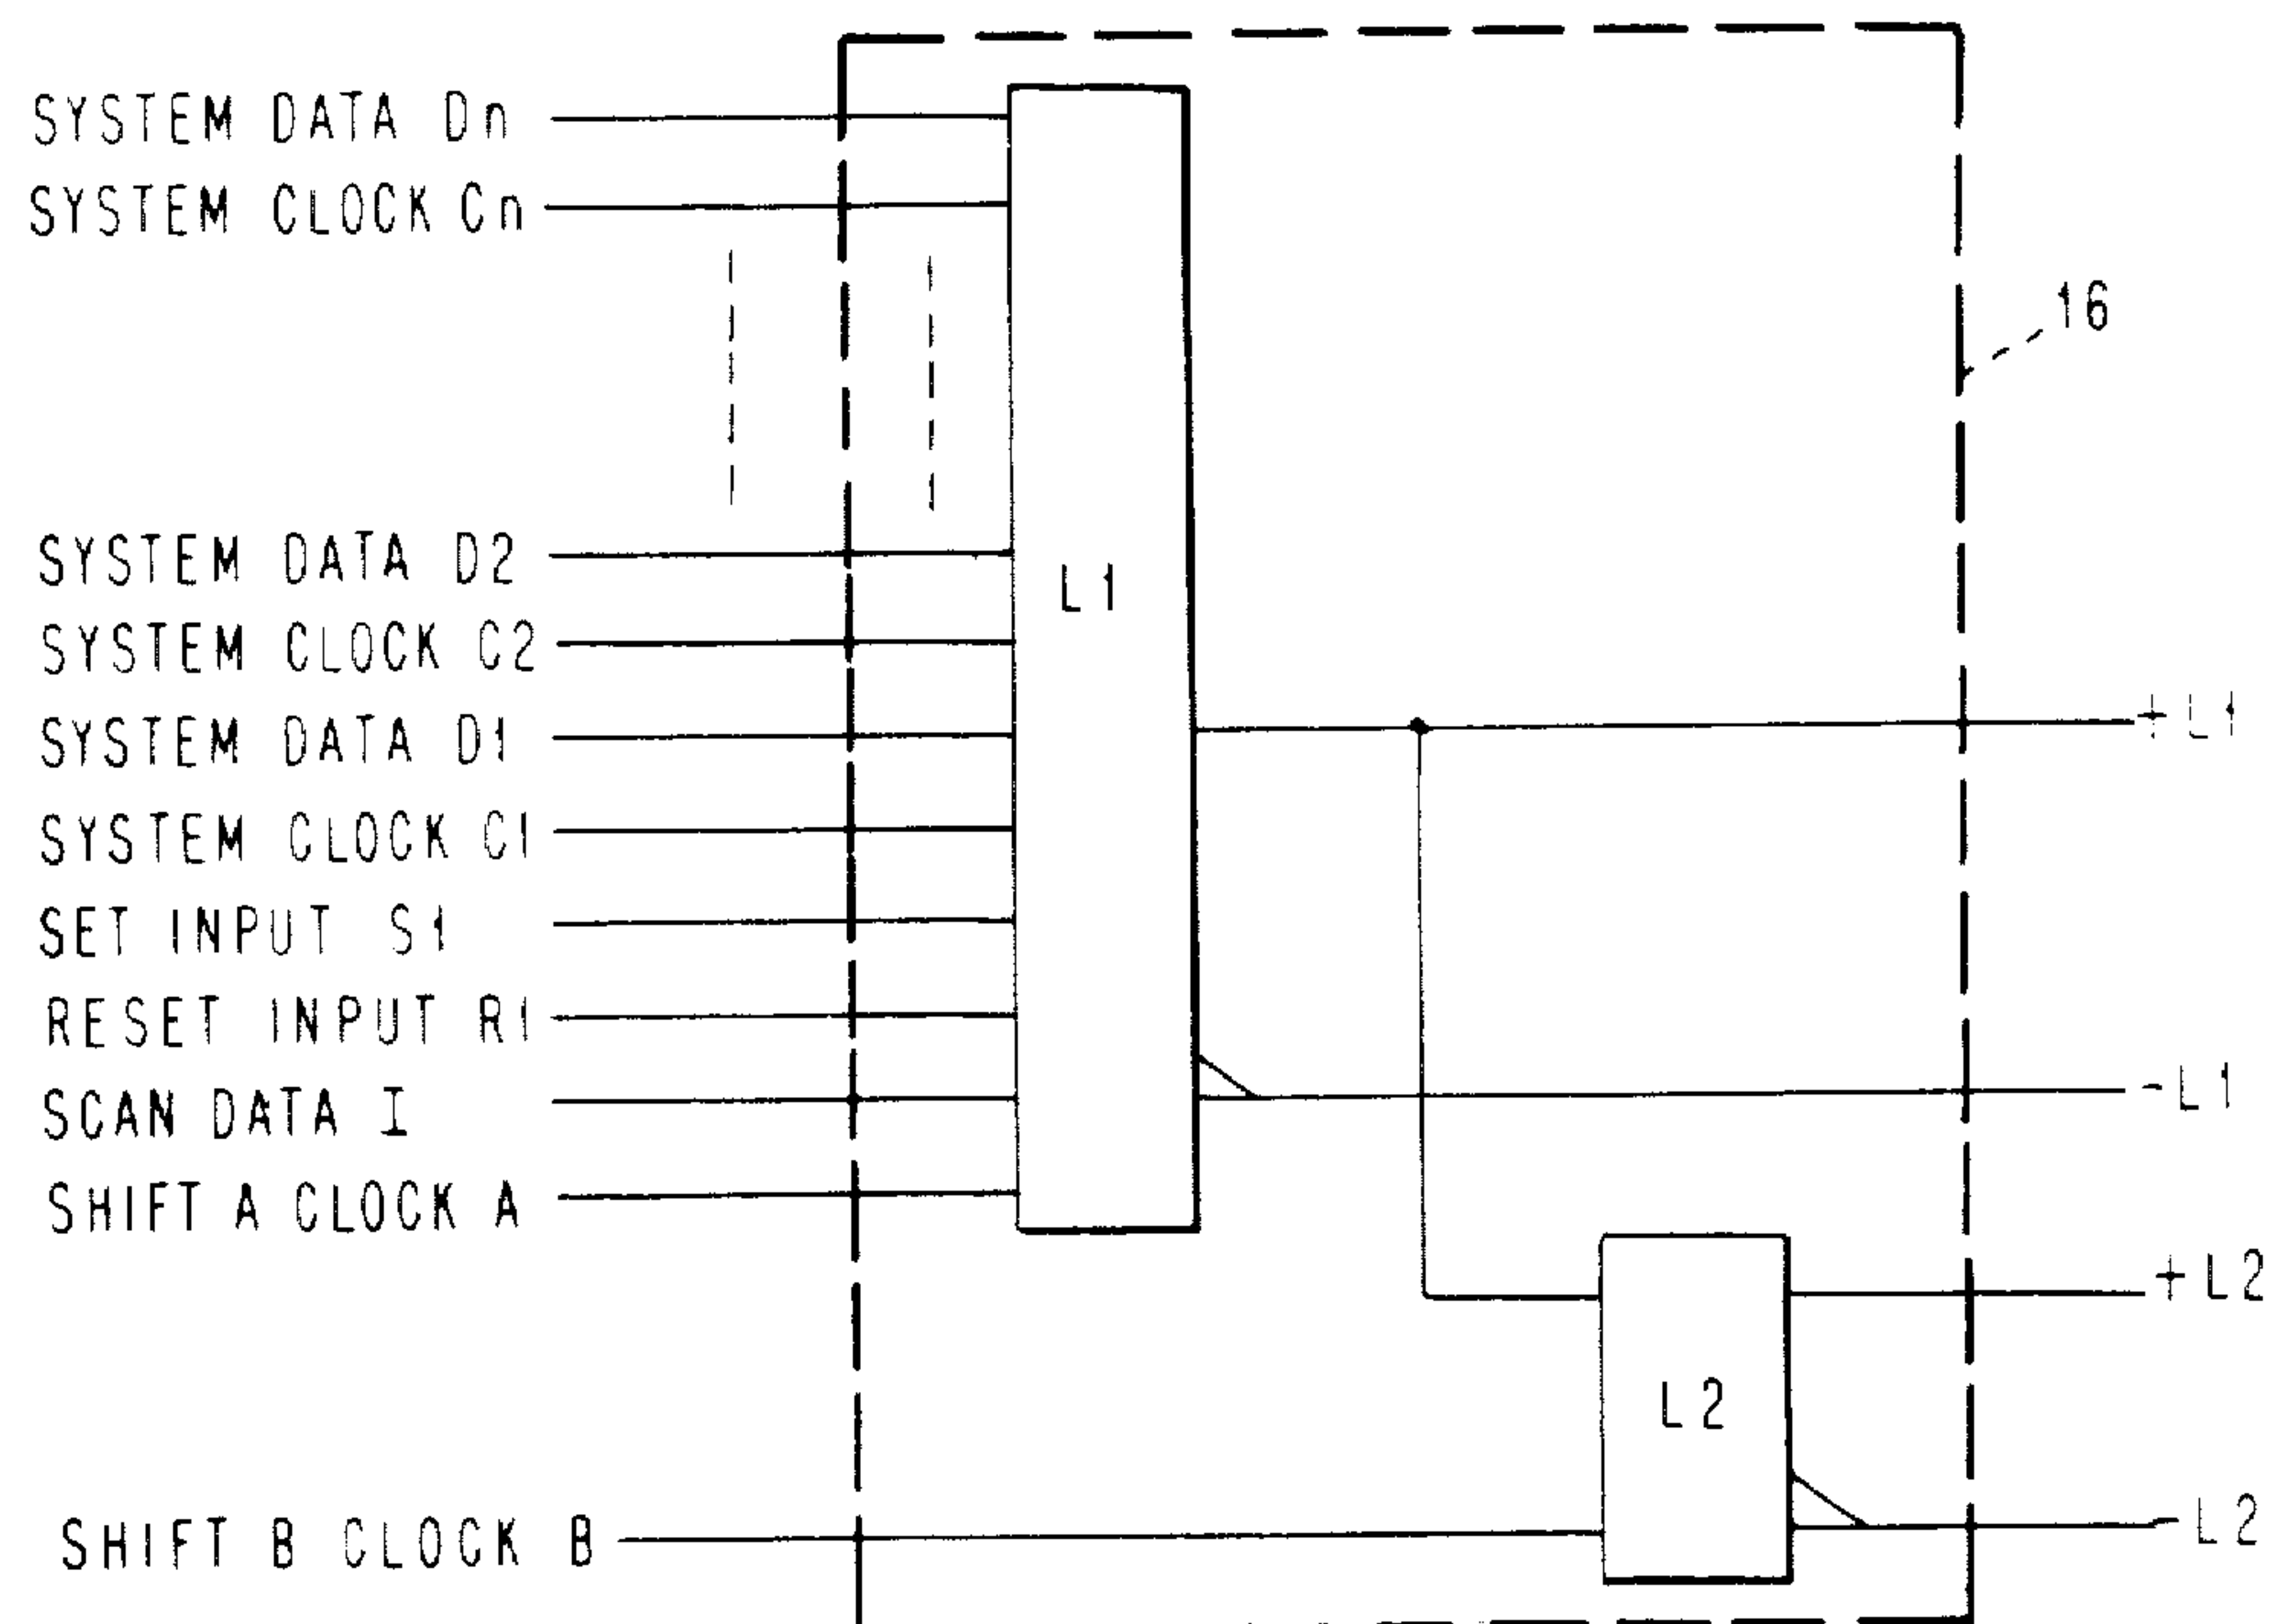 SYSTEM DATA Dn
SYSTEM CLOCK Cn
16
SYSTEM DATA D2
L1
SYSTEM CLOCK C2
SYSTEM DATA D1
+L1
SYSTEM CLOCK C1
SET INPUT S1
RESET INPUT R1
SCAN DATA I
-L1
SHIFT A CLOCK A
+L2
L2
SHIFT B CLOCK B
-L2